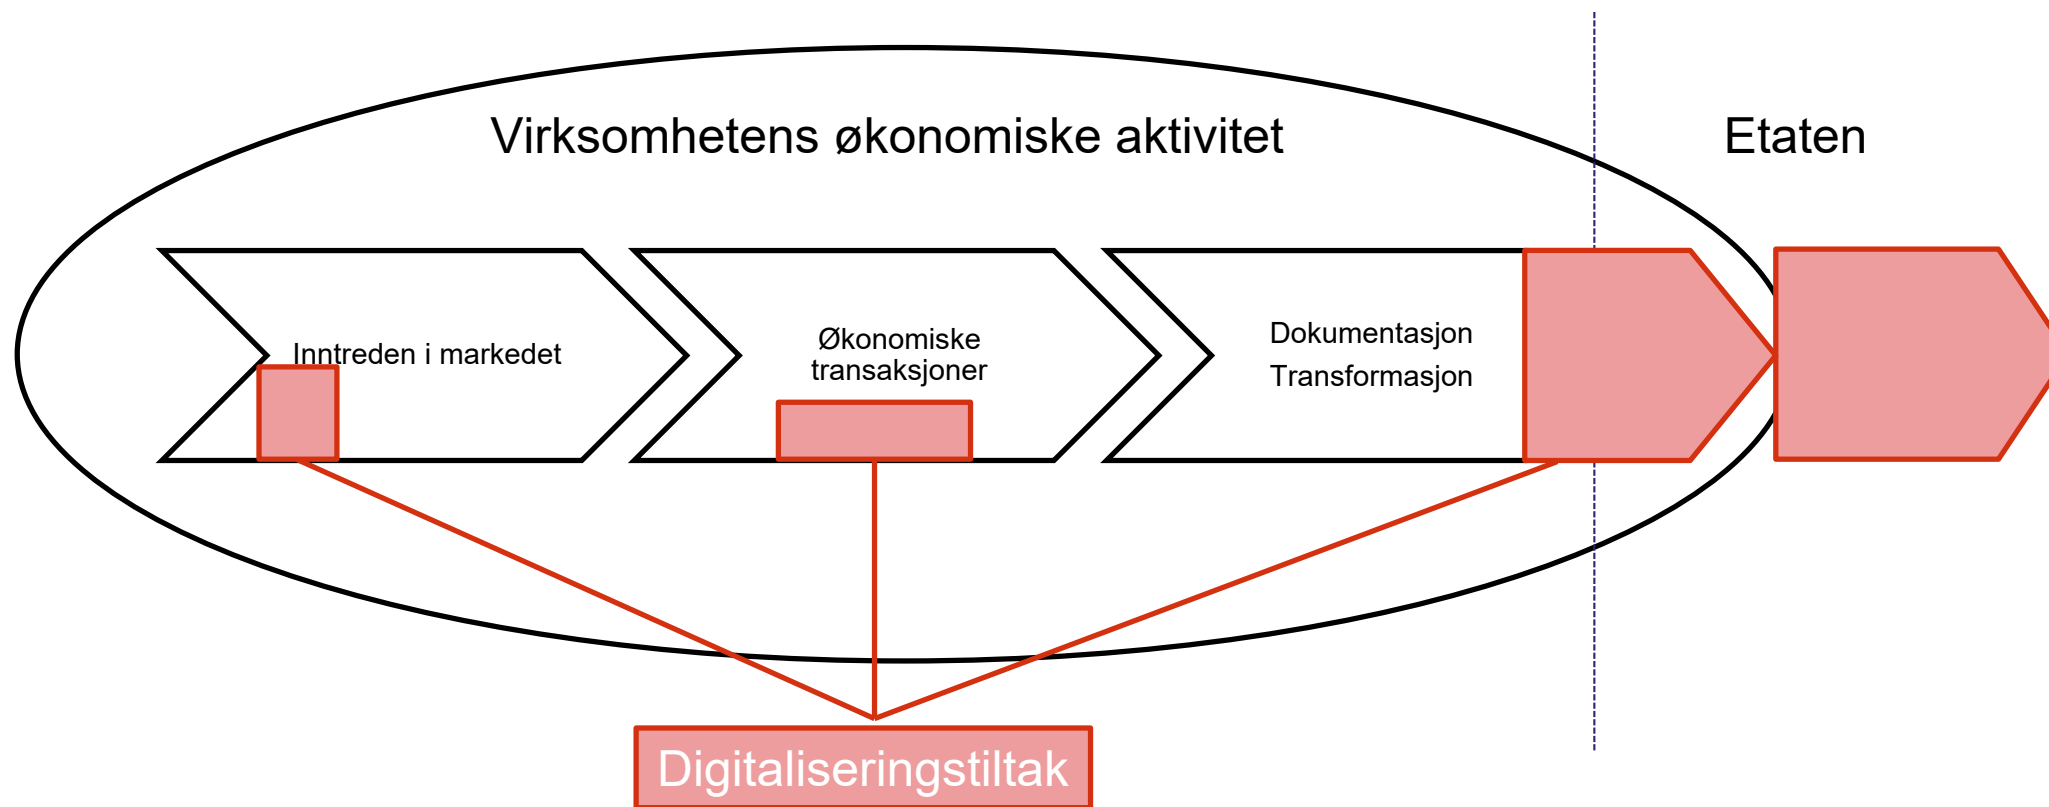 Virksomhetens økonomiske aktivitet
Etaten
Inntreden i markedet
Økonomiske
transaksjoner
Dokumentasjon
Transformasjon
Digitaliseringstiltak